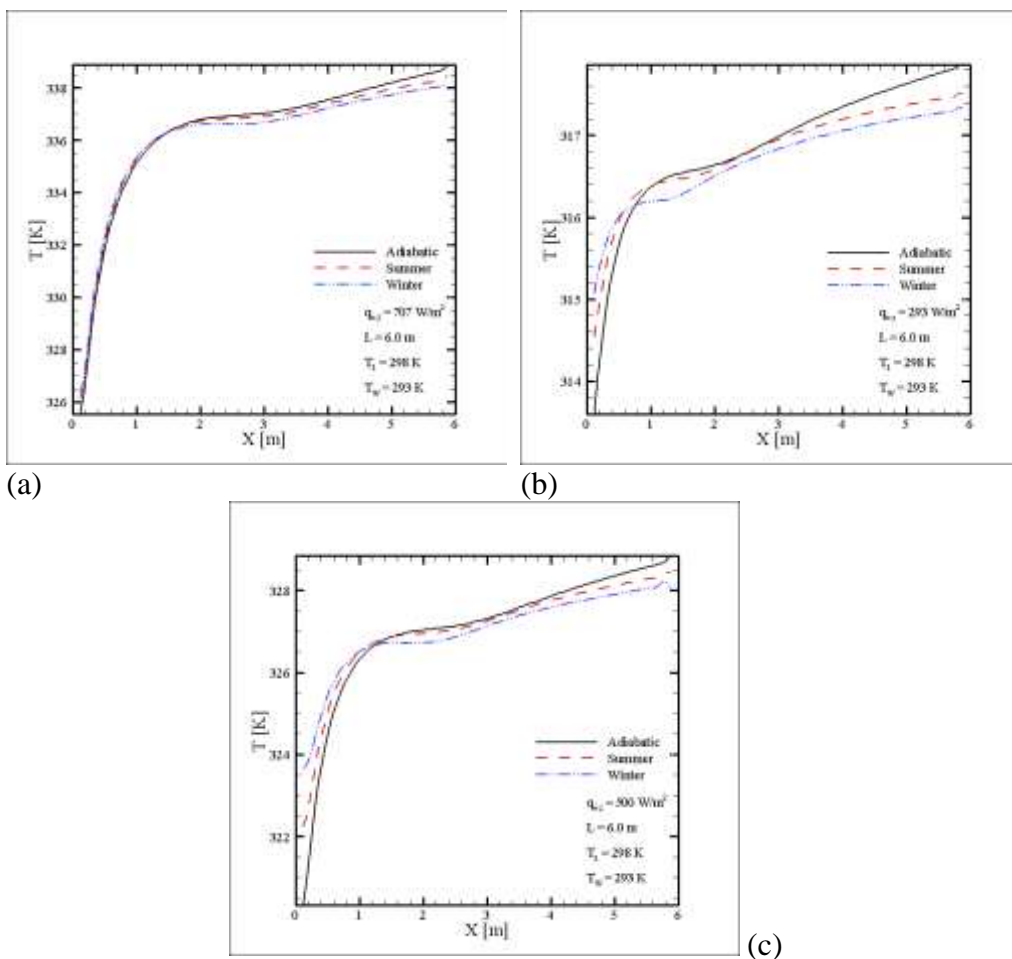 338
336
334
332
330
328
326
T [K]
0 1 2 3 4 5 6
X [m]
Adiabatic
Summer
Winter
= 707 W/m²
L = 6.0 m
= 298 K
= 293 K
(a)
317
316
315
314
T [K]
0 1 2 3 4 5 6
X [m]
Adiabatic
Summer
Winter
= 293 W/m²
L = 6.0 m
= 298 K
= 293 K
(b)
328
326
324
322
T [K]
0 1 2 3 4 5 6
X [m]
Adiabatic
Summer
Winter
= 500 W/m²
L = 6.0 m
= 298 K
= 293 K
(c)